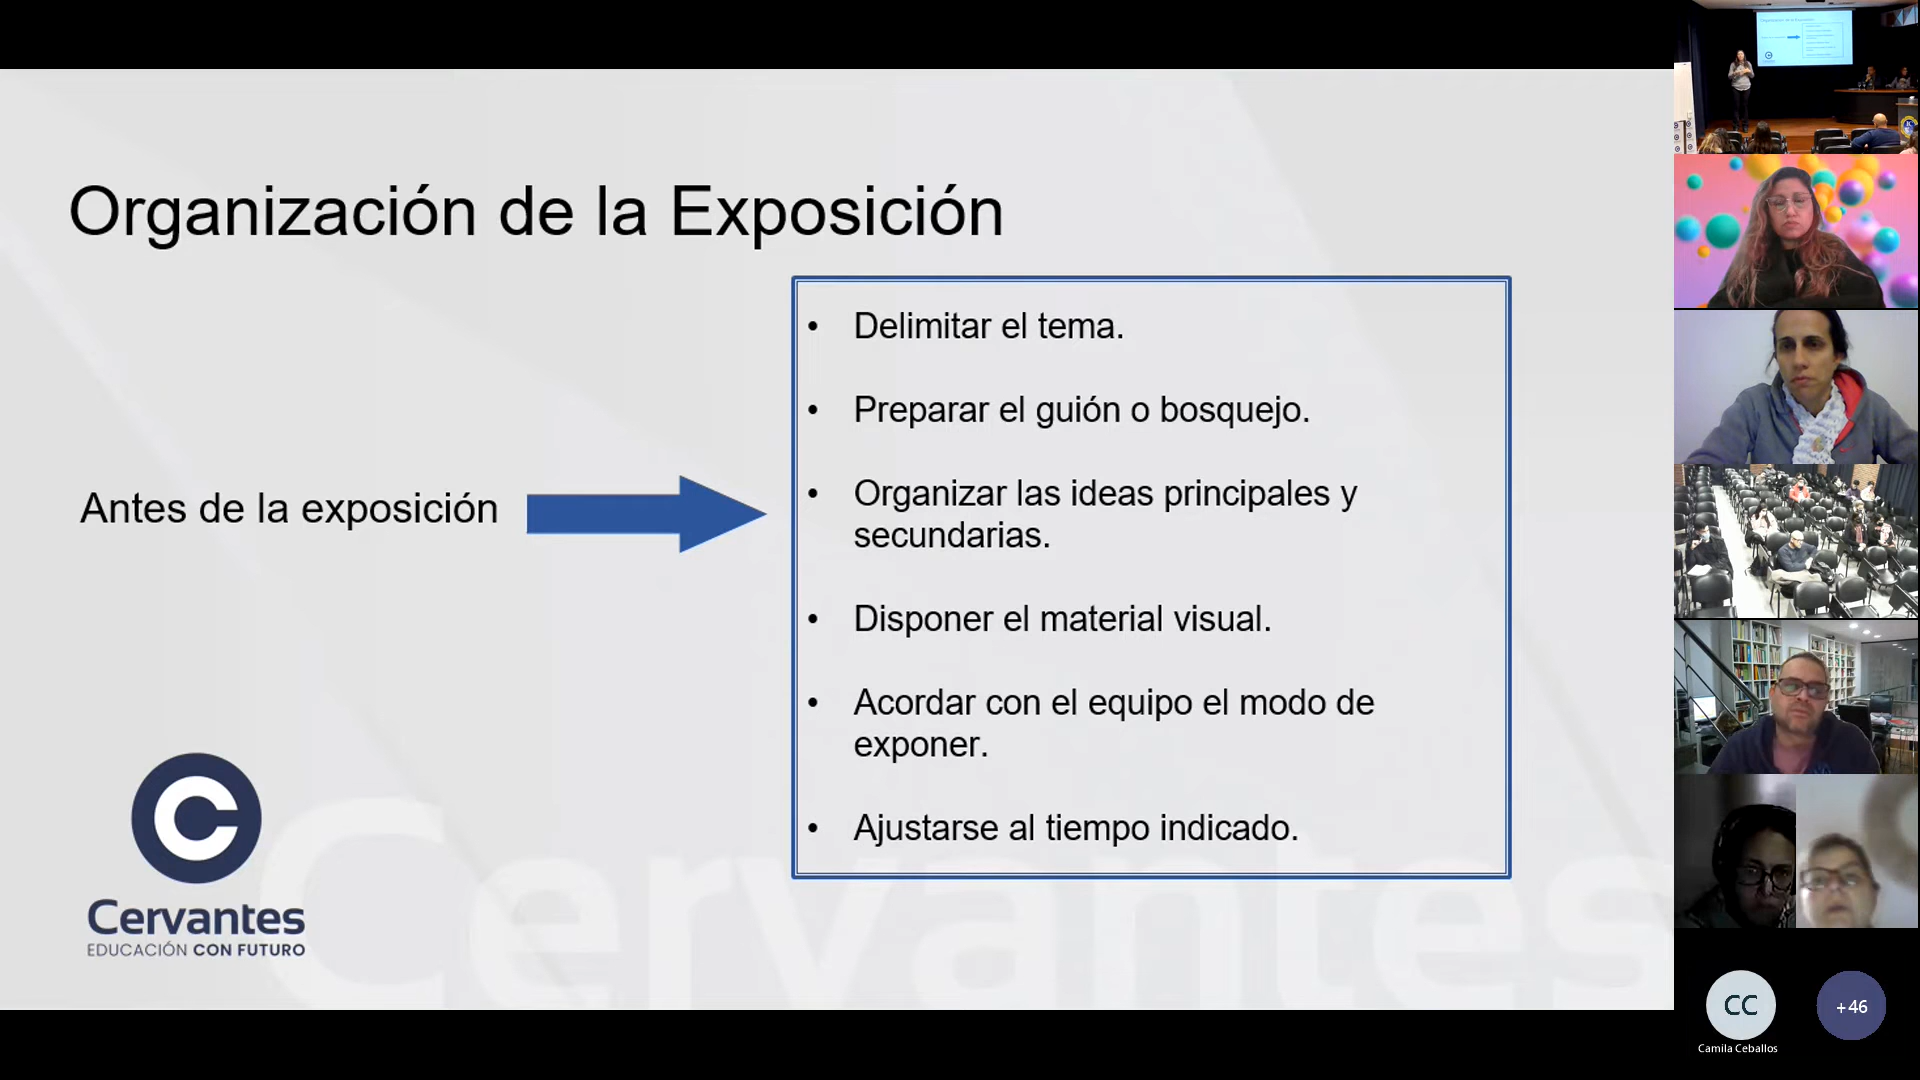 Organización de la Exposición
Antes de la exposición
• Delimitar el tema.
• Preparar el guión o bosquejo.
• Organizar las ideas principales y
secundarias.
• Disponer el material visual.
• Acordar con el equipo el modo de
exponer.
• Ajustarse al tiempo indicado.
Cervantes
EDUCACIÓN CON FUTURO
Cervantes
CC
+46
Camila Ceballos